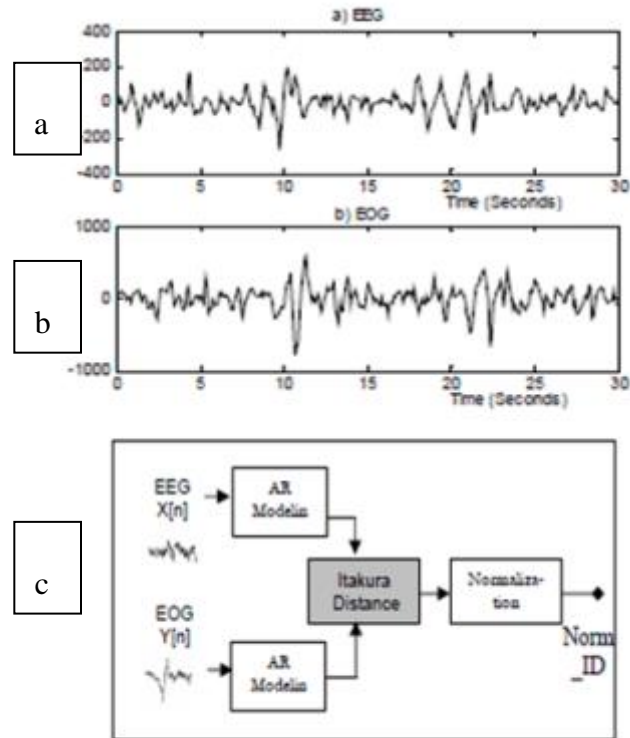 a) EEG
400
200
a
0
-200
-400
0 5 10 15 20 25 30
Time (Seconds)
b) EOG
1000
b
0
-1000
0 5 10 15 20 25 30
Time (Seconds)
c
EEG
X[n]
AR
Modelin
Itakura
Distance
Normaliza-
tion
Norm
_ID
EOG
Y[n]
AR
Modelin